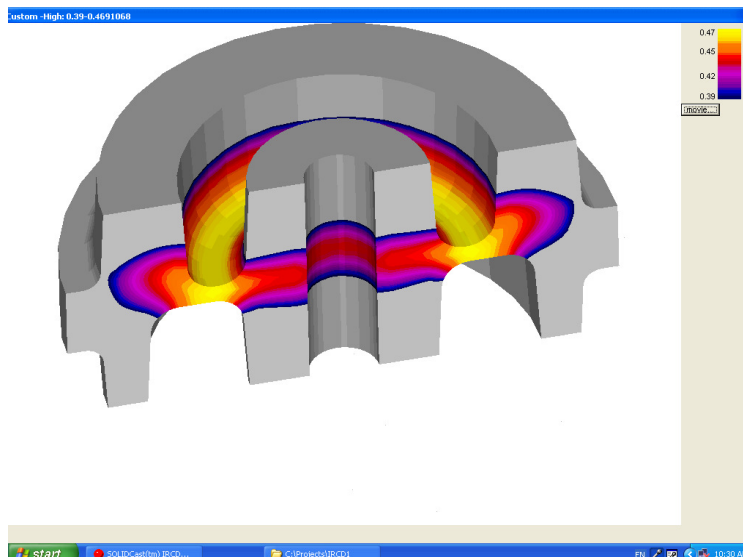 Custom -High: 0.39-0.4691068
0.47
0.45
0.42
0.39
movie...
start
SOLIDCast(tm) IRCD...
C:\Projects\IRCD1
EN
10:30 AM